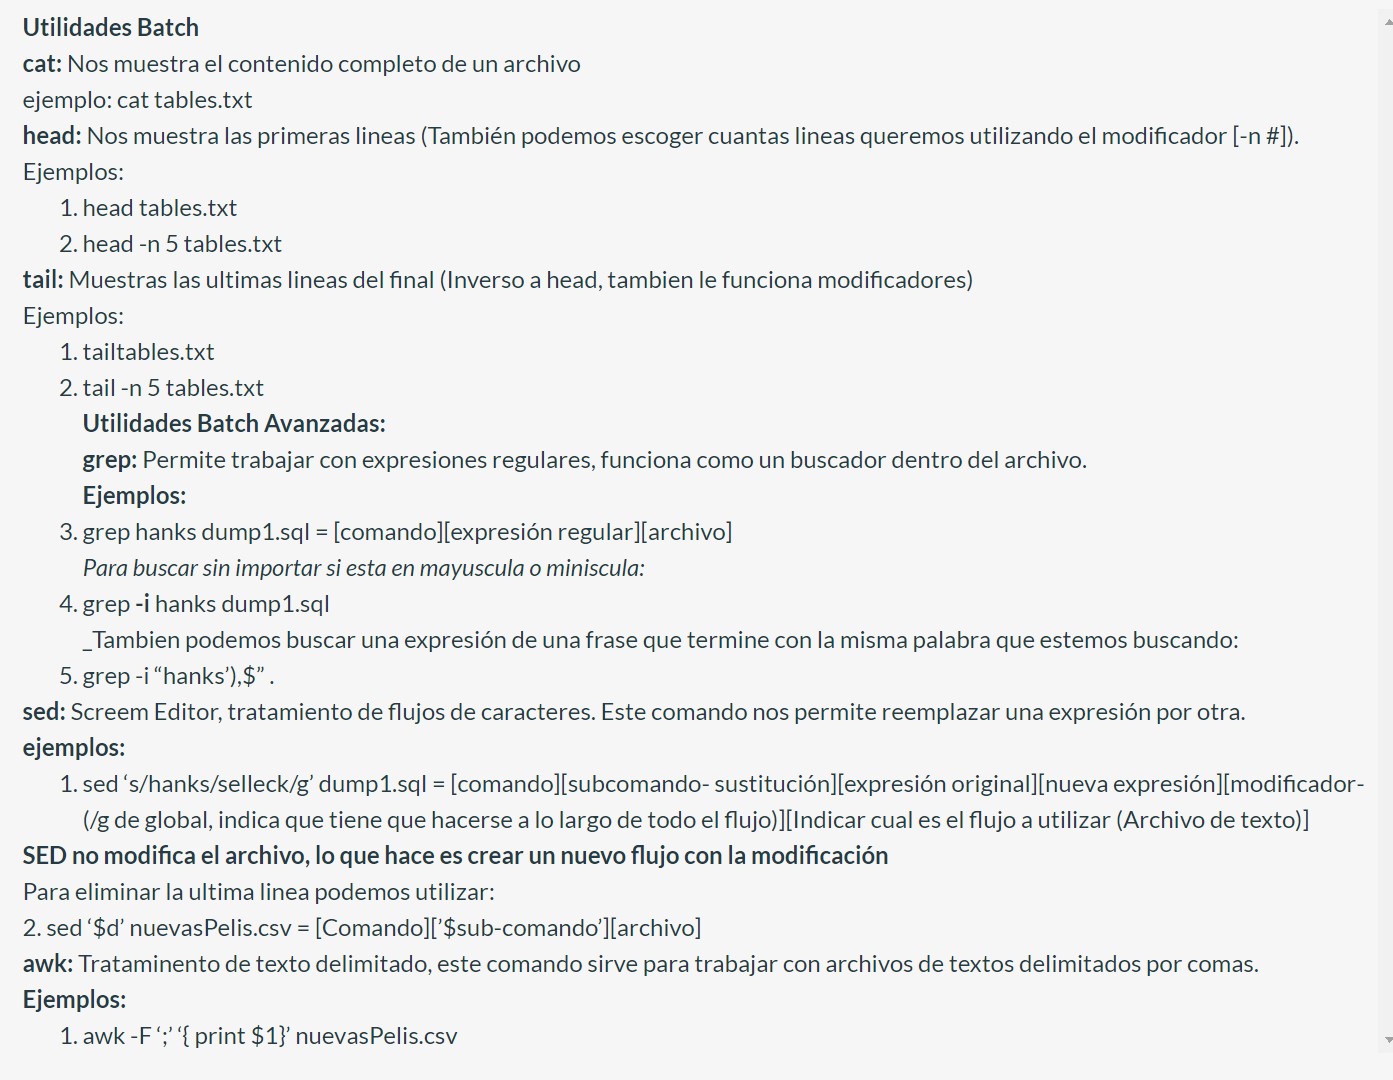 Utilidades Batch
cat: Nos muestra el contenido completo de un archivo
ejemplo: cat tables.txt
head: Nos muestra las primeras lineas (También podemos escoger cuantas lineas queremos utilizando el modificador [-n #]).
Ejemplos:
1. head tables.txt
2. head -n 5 tables.txt
tail: Muestras las ultimas lineas del final (Inverso a head, tambien le funciona modificadores)
Ejemplos:
1. tailtables.txt
2. tail -n 5 tables.txt
Utilidades Batch Avanzadas:
grep: Permite trabajar con expresiones regulares, funciona como un buscador dentro del archivo.
Ejemplos:
3. grep hanks dump1.sql = [comando][expresión regular][archivo]
Para buscar sin importar si esta en mayuscula o miniscula:
4. grep -i hanks dump1.sql
_Tambien podemos buscar una expresión de una frase que termine con la misma palabra que estemos buscando:
5. grep -i “hanks’),$” .
sed: Screem Editor, tratamiento de flujos de caracteres. Este comando nos permite reemplazar una expresión por otra.
ejemplos:
1. sed ‘s/hanks/selleck/g’ dump1.sql = [comando][subcomando- sustitución][expresión original][nueva expresión][modificador-
(/g de global, indica que tiene que hacerse a lo largo de todo el flujo)][Indicar cual es el flujo a utilizar (Archivo de texto)]
SED no modifica el archivo, lo que hace es crear un nuevo flujo con la modificación
Para eliminar la ultima linea podemos utilizar:
2. sed ‘$d’ nuevasPelis.csv = [Comando][’$sub-comando’][archivo]
awk: Trataminento de texto delimitado, este comando sirve para trabajar con archivos de textos delimitados por comas.
Ejemplos:
1. awk -F ‘;’ ‘{ print $1}’ nuevasPelis.csv